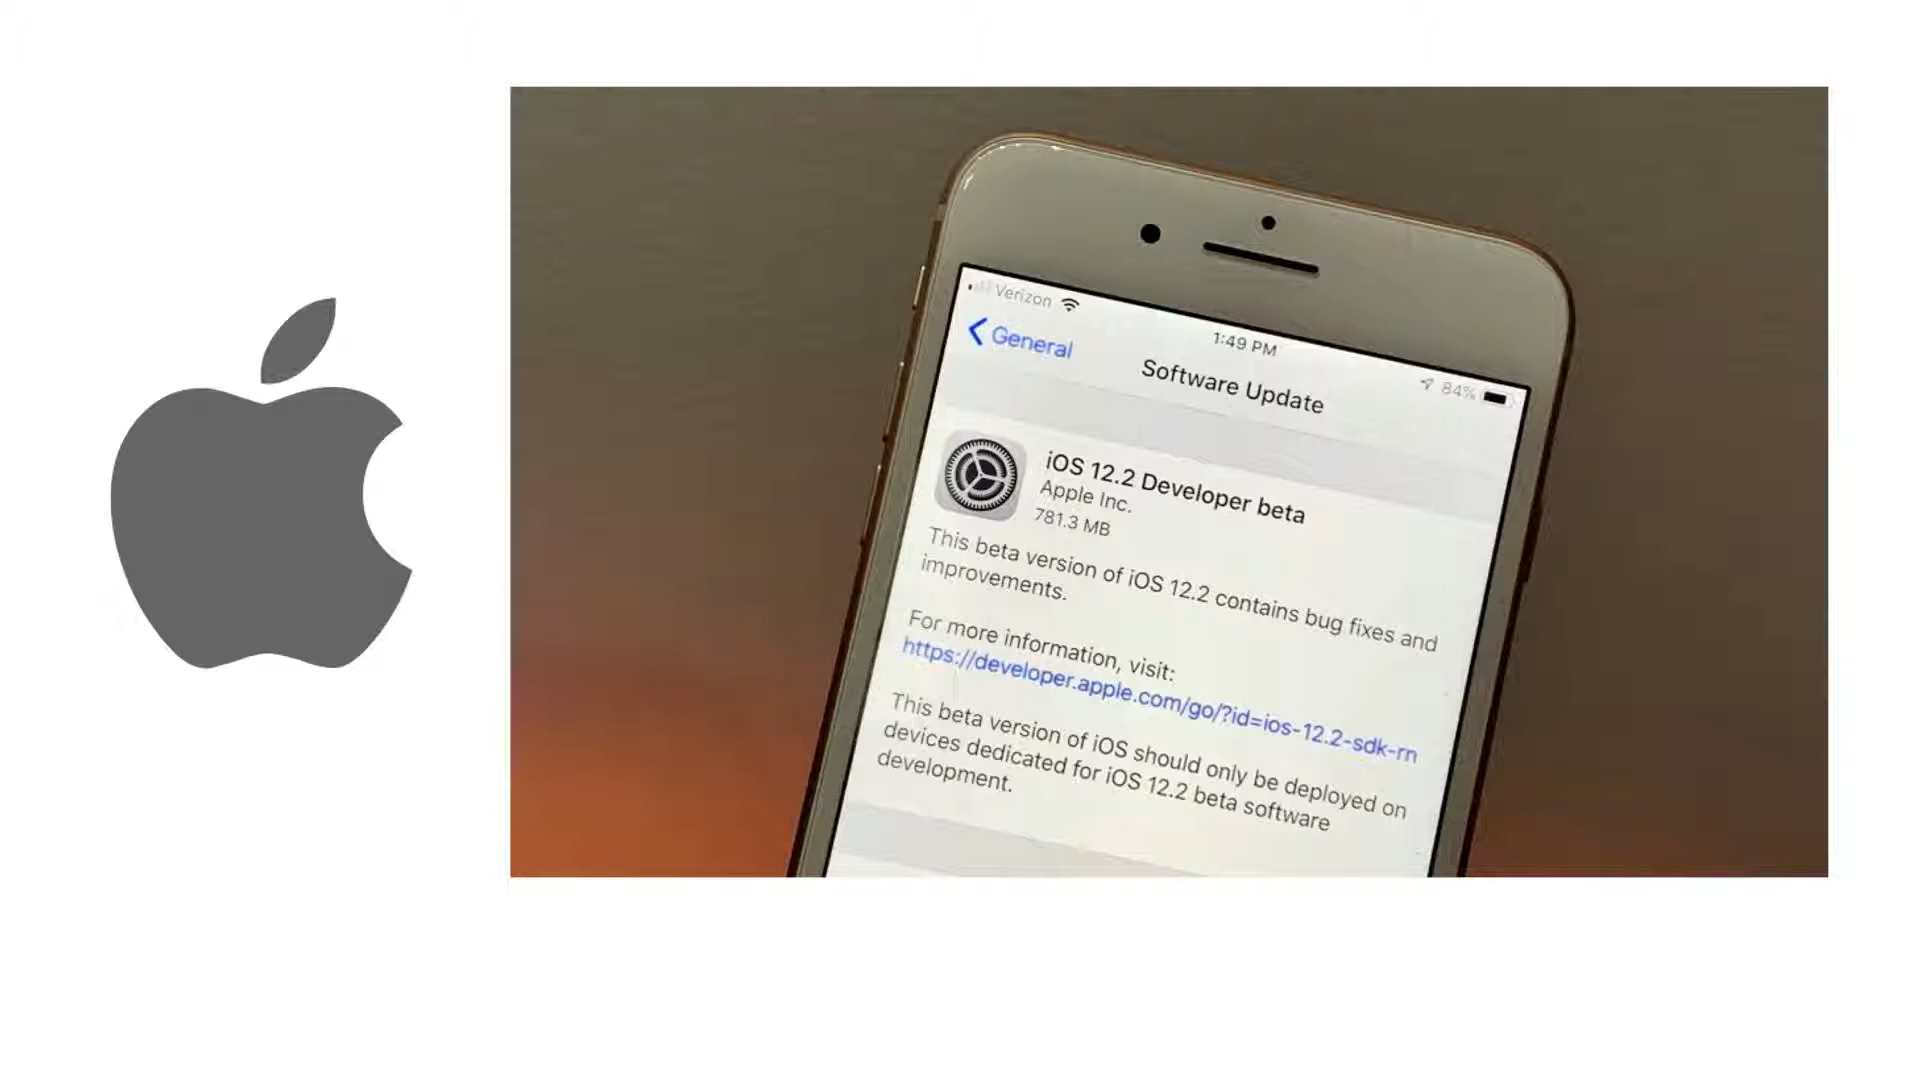 Verizon
1:49 PM
84%
General
Software Update
iOS 12.2 Developer beta
Apple Inc.
781.3 MB
This beta version of iOS 12.2 contains bug fixes and
improvements.
For more information, visit:
https://developer.apple.com/go/?id=ios-12.2-sdk-rn
This beta version of iOS should only be deployed on
devices dedicated for iOS 12.2 beta software
development.